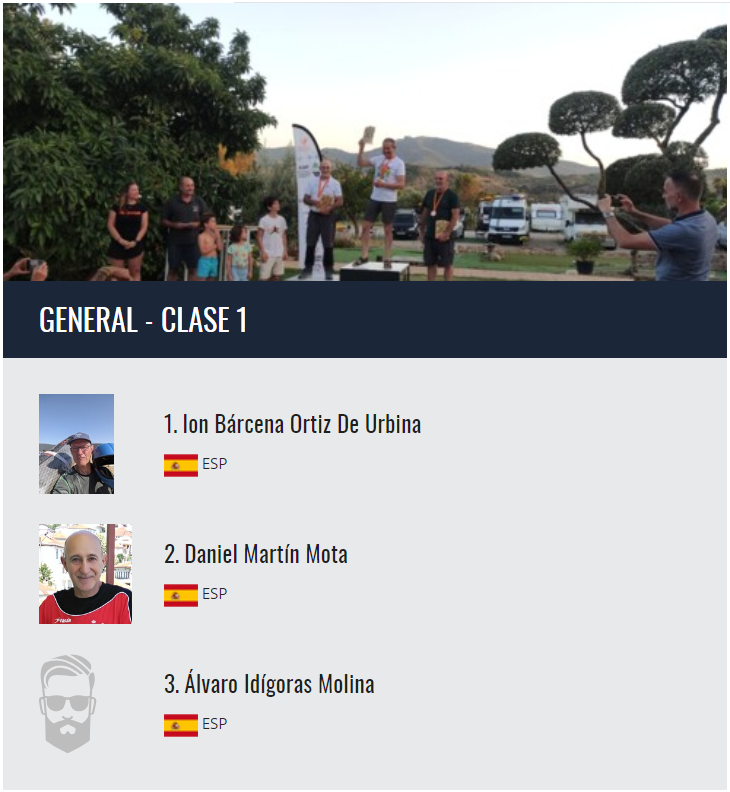 GENERAL - CLASE 1
1. Ion Bárcena Ortiz De Urbina
ESP
2. Daniel Martín Mota
ESP
3. Álvaro Idígoras Molina
ESP